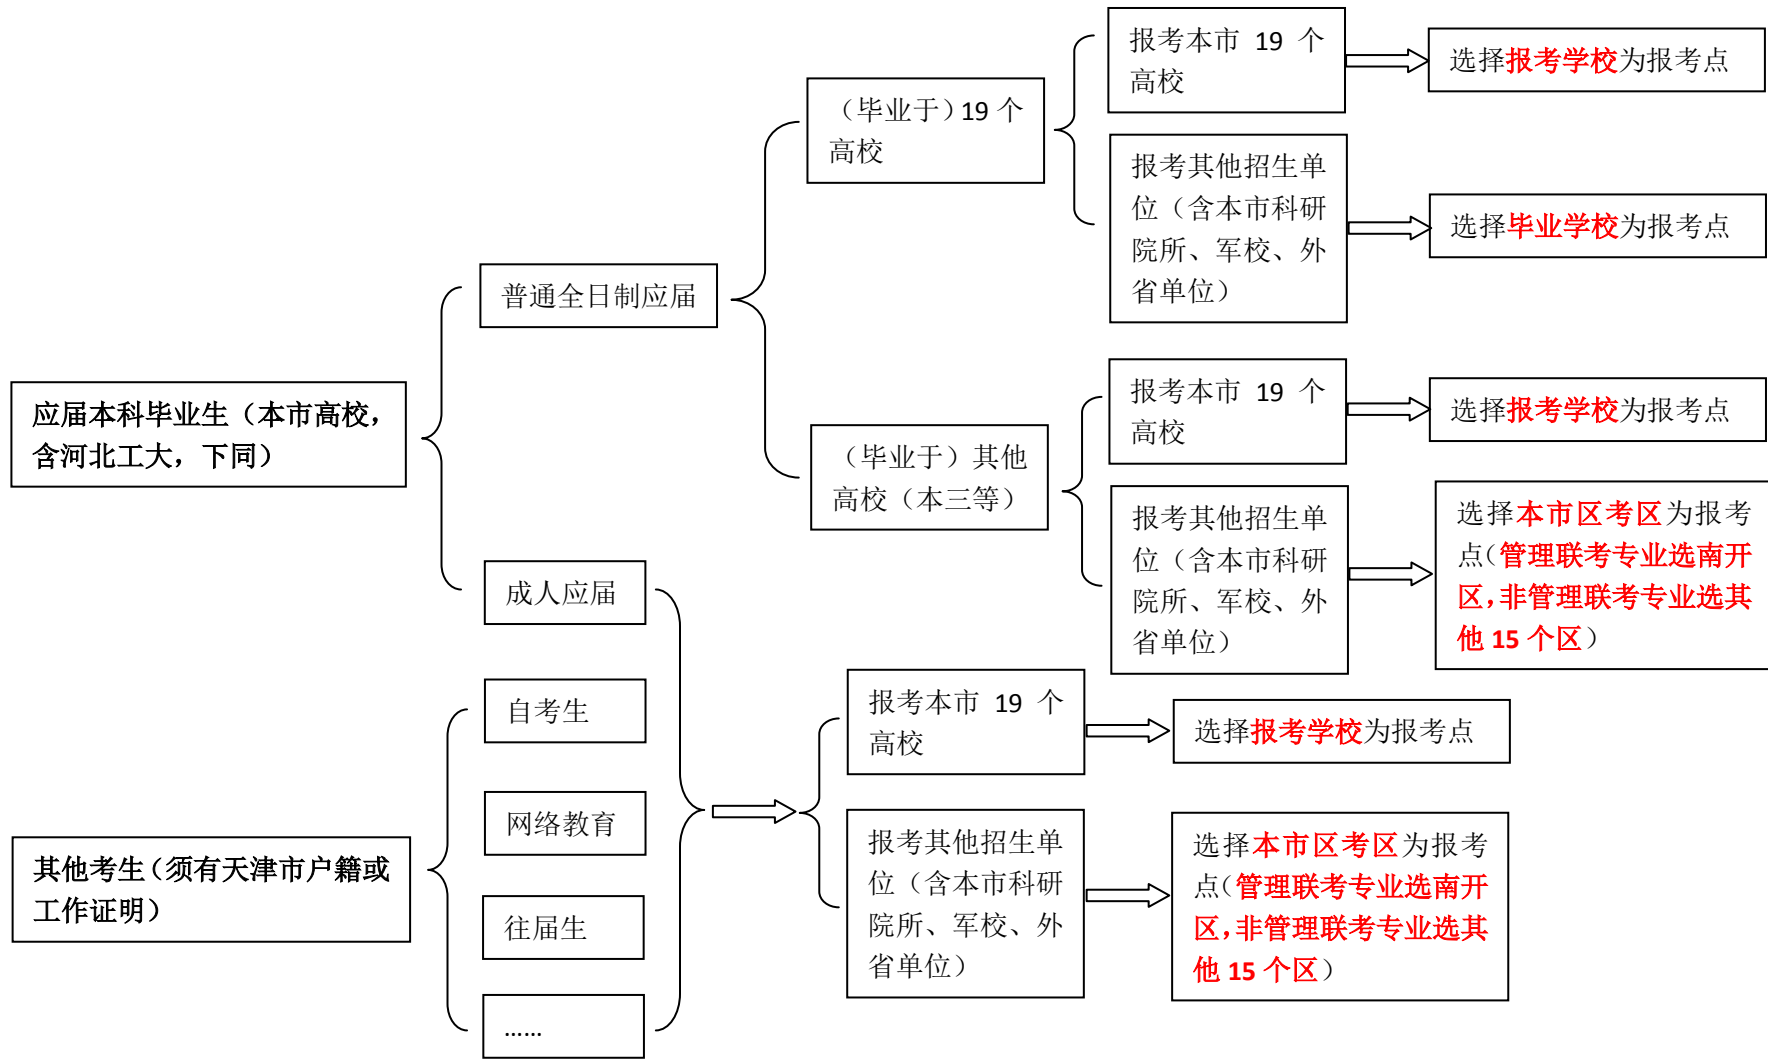 报考本市 19 个
高校
选择报考学校为报考点
（毕业于）19 个
高校
报考其他招生单
位（含本市科研
院所、军校、外
省单位）
选择毕业学校为报考点
普通全日制应届
应届本科毕业生（本市高校，
含河北工大，下同）
报考本市 19 个
高校
选择报考学校为报考点
（毕业于）其他
高校（本三等）
报考其他招生单
位（含本市科研
院所、军校、外
省单位）
选择本市区考区为报考
点（管理联考专业选南开
区，非管理联考专业选其
他 15 个区）
成人应届
自考生
网络教育
往届生
……
其他考生（须有天津市户籍或
工作证明）
报考本市 19 个
高校
选择报考学校为报考点
报考其他招生单
位（含本市科研
院所、军校、外
省单位）
选择本市区考区为报考
点（管理联考专业选南开
区，非管理联考专业选其
他 15 个区）